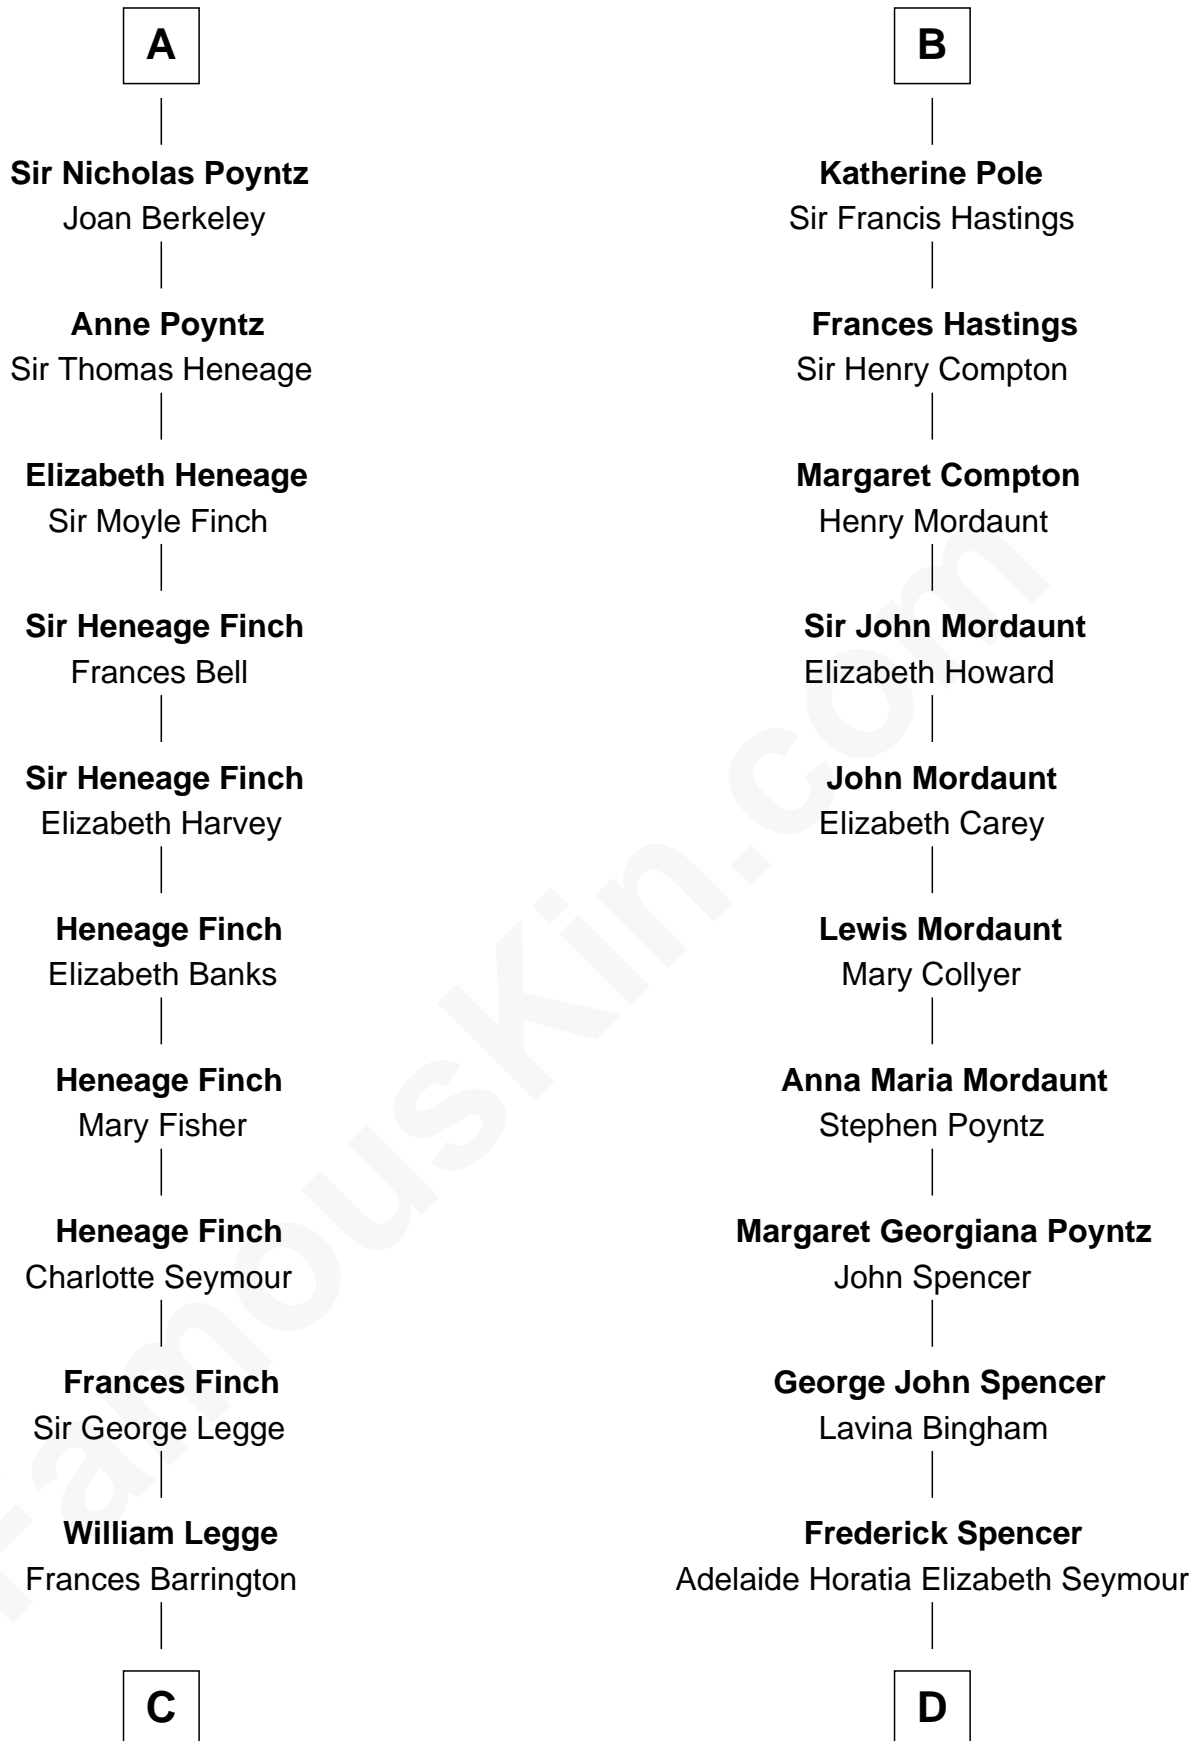 A
Sir Nicholas Poyntz
Joan Berkeley
Anne Poyntz
Sir Thomas Heneage
Elizabeth Heneage
Sir Moyle Finch
Sir Heneage Finch
Frances Bell
Sir Heneage Finch
Elizabeth Harvey
Heneage Finch
Elizabeth Banks
Heneage Finch
Mary Fisher
Heneage Finch
Charlotte Seymour
Frances Finch
Sir George Legge
William Legge
Frances Barrington
C
B
Katherine Pole
Sir Francis Hastings
Frances Hastings
Sir Henry Compton
Margaret Compton
Henry Mordaunt
Sir John Mordaunt
Elizabeth Howard
John Mordaunt
Elizabeth Carey
Lewis Mordaunt
Mary Collyer
Anna Maria Mordaunt
Stephen Poyntz
Margaret Georgiana Poyntz
John Spencer
George John Spencer
Lavina Bingham
Frederick Spencer
Adelaide Horatia Elizabeth Seymour
D
FamousKin.com